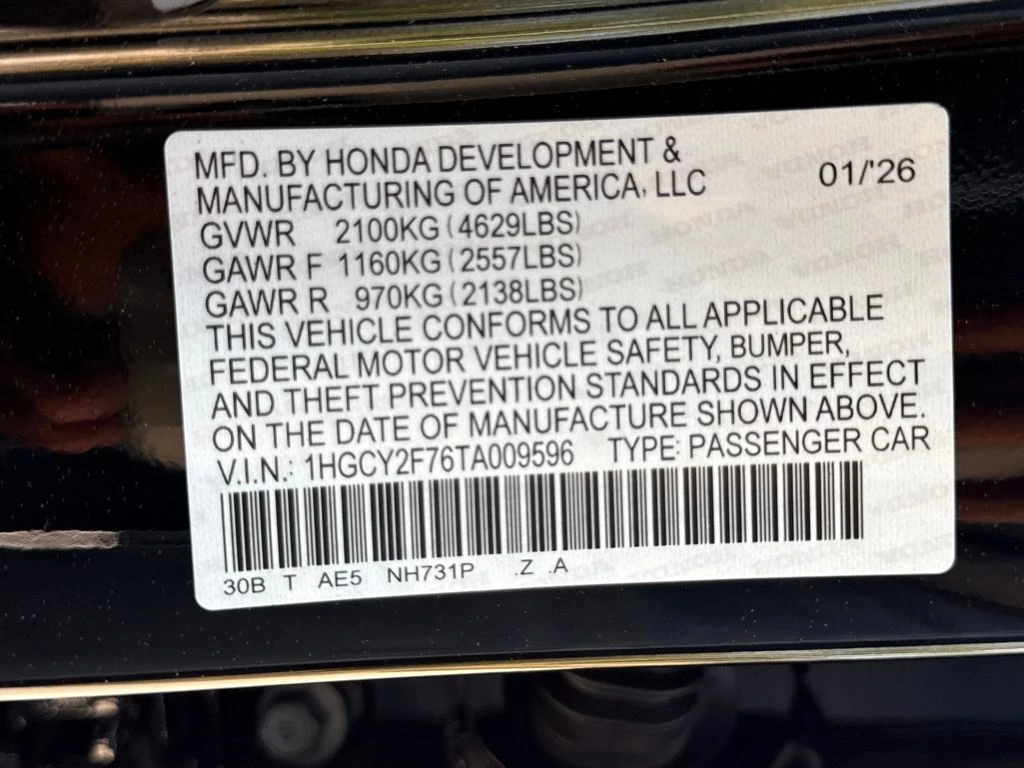 MFD. BY HONDA DEVELOPMENT &
MANUFACTURING OF AMERICA, LLC 01/'26
GVWR 2100KG (4629LBS)
GAWR F 1160KG (2557LBS)
GAWR R 970KG (2138LBS)
THIS VEHICLE CONFORMS TO ALL APPLICABLE
FEDERAL MOTOR VEHICLE SAFETY, BUMPER,
AND THEFT PREVENTION STANDARDS IN EFFECT
ON THE DATE OF MANUFACTURE SHOWN ABOVE.
V.I.N.: 1HGCY2F76TA009596 TYPE: PASSENGER CAR
30B T AE5 NH731P .Z .A